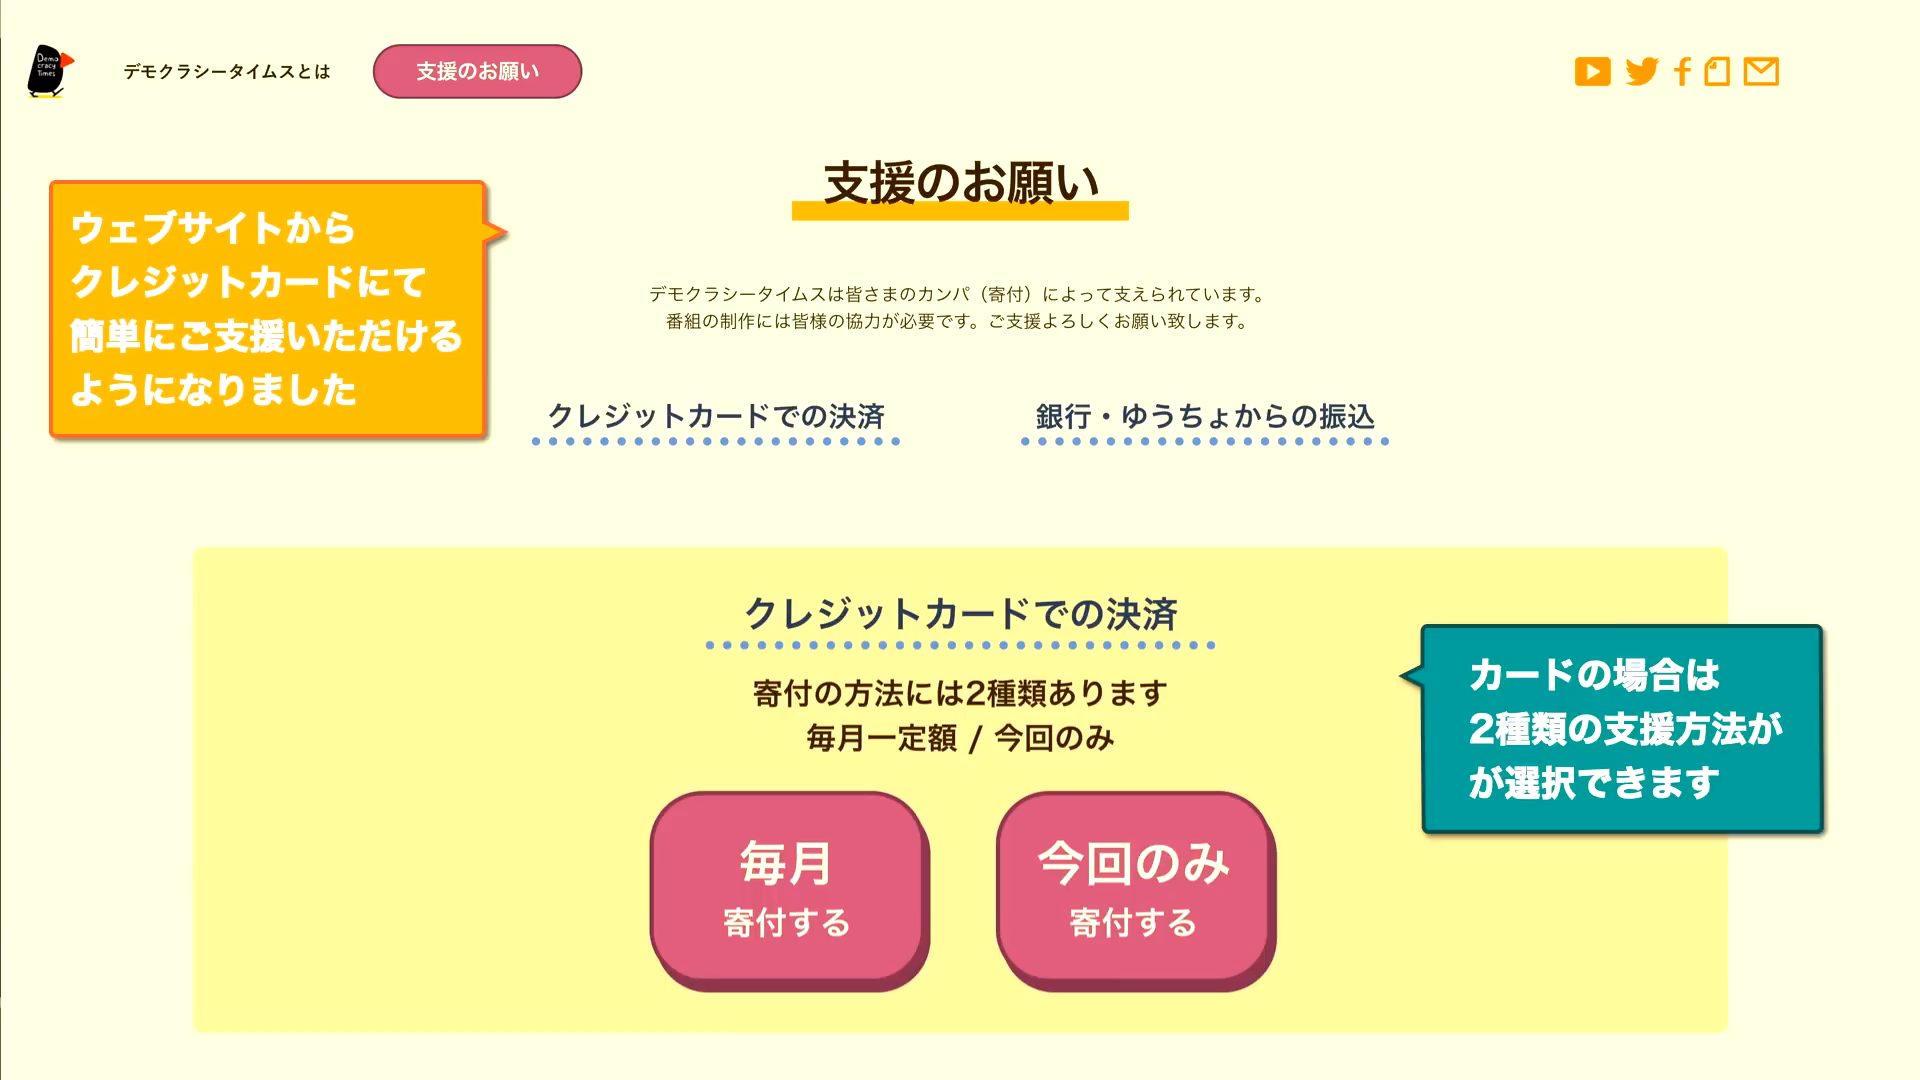 Demo
cracy
Times
デモクラシータイムスとは
支援のお願い
支援のお願い
ウェブサイトから
クレジットカードにて
簡単にご支援いただける
ようになりました
デモクラシータイムスは皆さまのカンパ（寄付）によって支えられています。
番組の制作には皆様の協力が必要です。ご支援よろしくお願い致します。
クレジットカードでの決済
銀行・ゆうちょからの振込
クレジットカードでの決済
寄付の方法には2種類あります
毎月一定額 / 今回のみ
カードの場合は
2種類の支援方法が
が選択できます
毎月
寄付する
今回のみ
寄付する